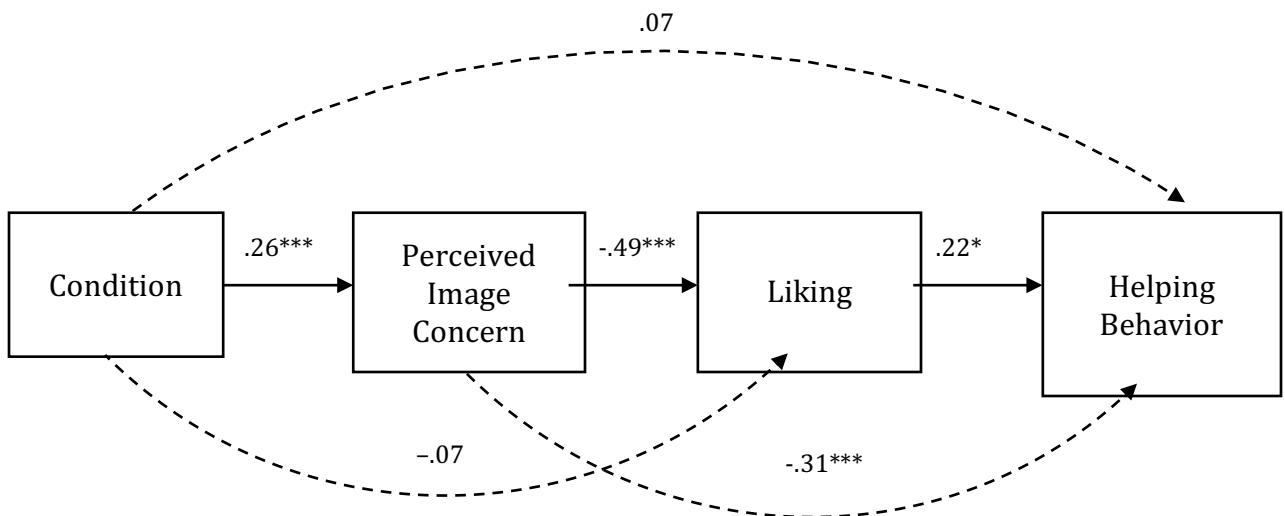 .07
.26***
-.49***
.22*
Condition
Perceived
Image
Concern
Liking
Helping
Behavior
–.07
-.31***